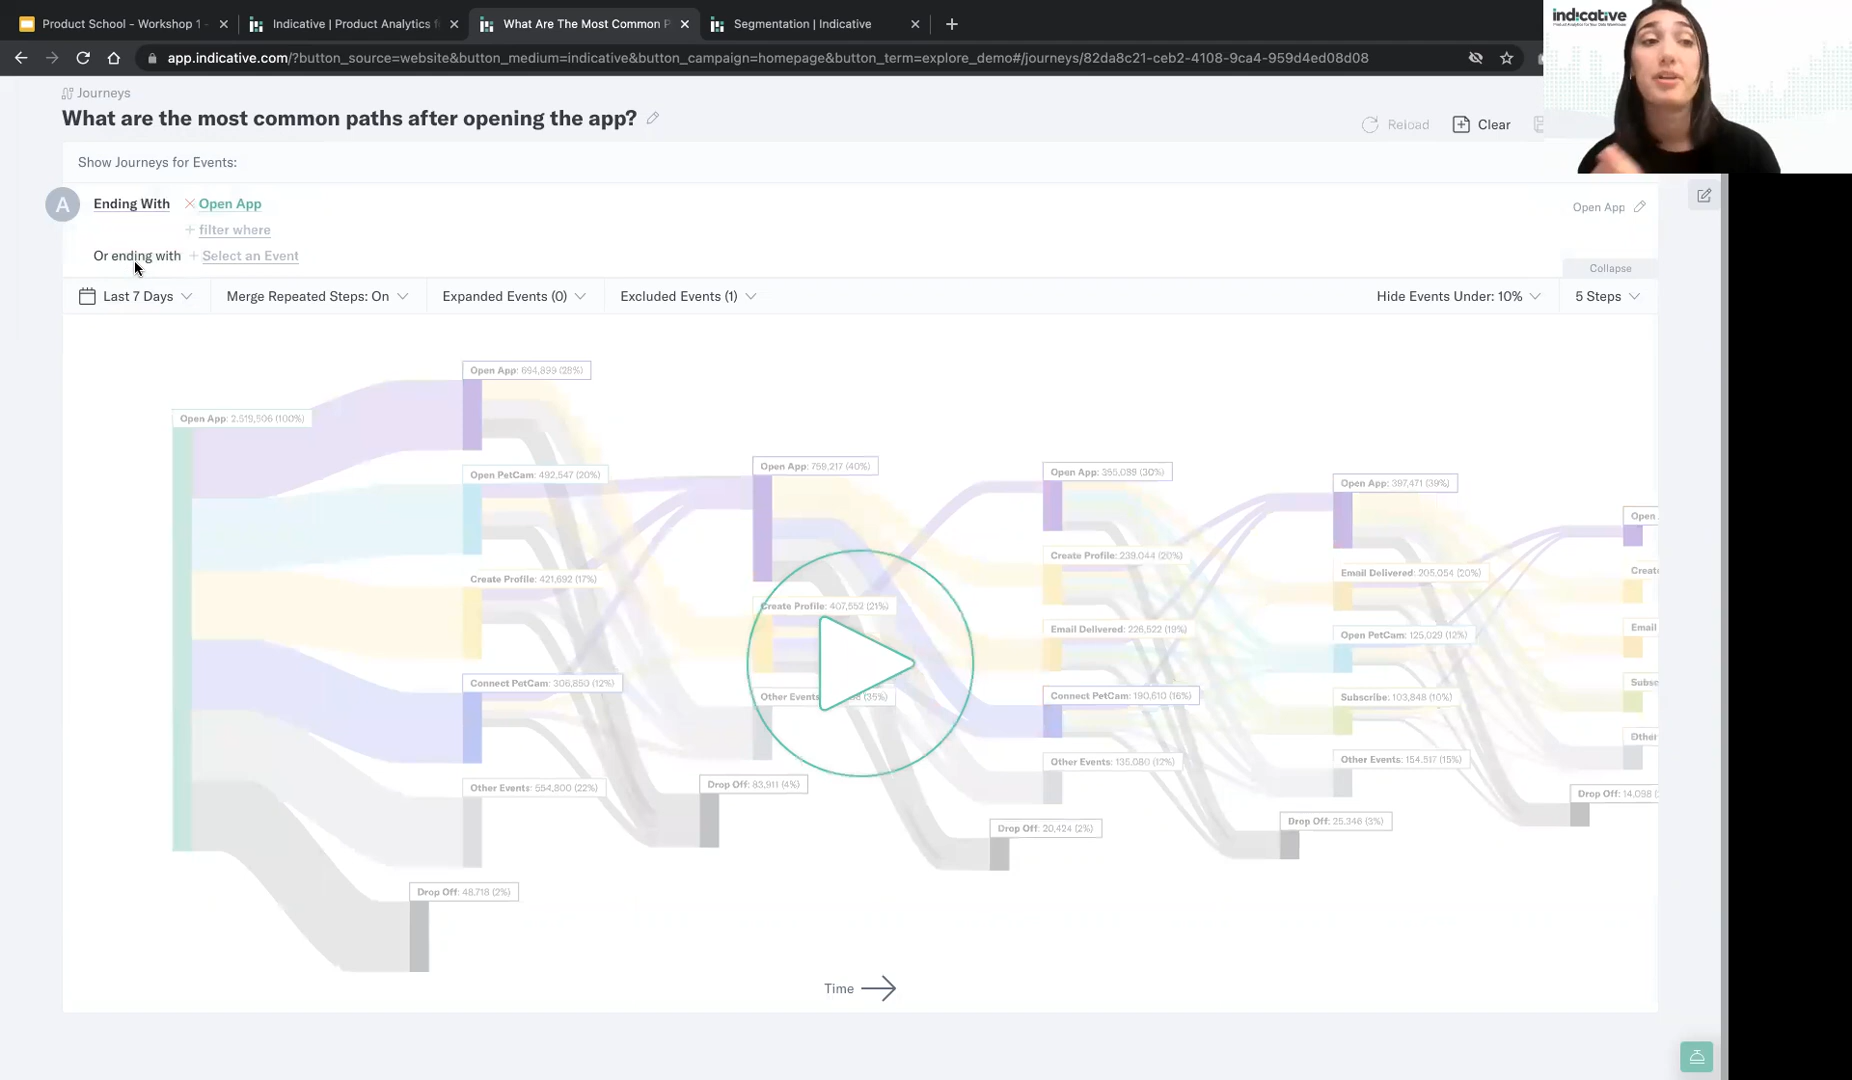 Product School - Workshop 1 -
Indicative | Product Analytics f
What Are The Most Common P
Segmentation | Indicative
app.indicative.com/?button_source=website&button_medium=indicative&button_campaign=homepage&button_term=explore_demo#/journeys/82da8c21-ceb2-4108-9ca4-959d4ed08d08
indicative
Journeys
What are the most common paths after opening the app?
Reload
Clear
Show Journeys for Events:
A
Ending With
Open App
+ filter where
Open App
Or ending with
+ Select an Event
Collapse
Last 7 Days
Merge Repeated Steps: On
Expanded Events (0)
Excluded Events (1)
Hide Events Under: 10%
5 Steps
Open App: 694,899 (28%)
Open App: 2,519,506 (100%)
Open App: 759,217 (40%)
Open App: 355,089 (30%)
Open PetCam: 492,547 (20%)
Open App: 397,471 (39%)
Open
Create Profile: 239,044 (20%)
Email Delivered: 205,054 (20%)
Create
Create Profile: 421,692 (17%)
Create Profile: 407,552 (21%)
Email Delivered: 226,522 (19%)
Email
Open PetCam: 125,029 (12%)
Connect PetCam: 306,850 (12%)
Subsc
Other Events (35%)
Connect PetCam: 190,610 (16%)
Subscribe: 103,848 (10%)
Other
Other Events: 135,080 (12%)
Other Events: 154,517 (15%)
Other Events: 554,800 (22%)
Drop Off: 83,911 (4%)
Drop Off: 14,098
Drop Off: 20,424 (2%)
Drop Off: 25,346 (3%)
Drop Off: 48,718 (2%)
Time